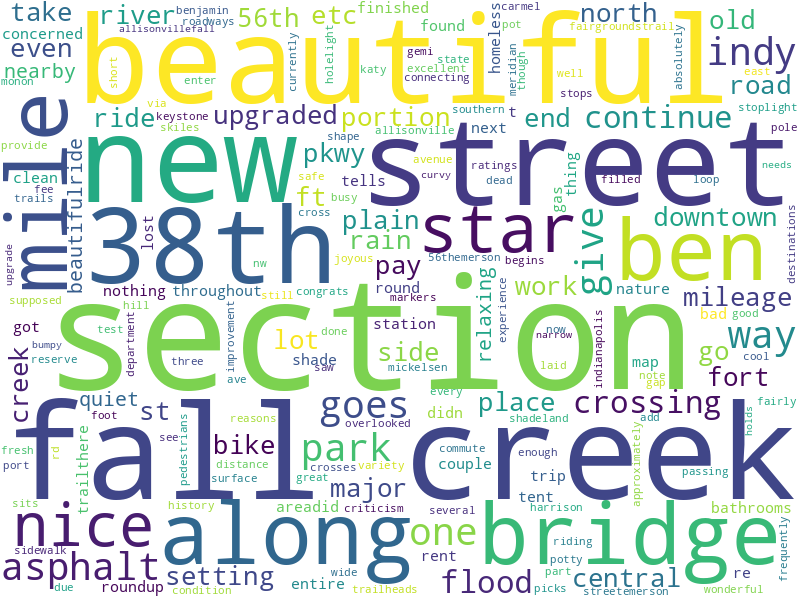 beautiful
street
new
38th
section
fall
creek
along
bridge
star
ben
mile
nice
asphalt
one
park
goes
way
indy
continue
upgraded
portion
56th
etc
river
take
even
nearby
concerned
monon
provide
clean
trails
fee
allisonvillefall
benjamin
roadways
short
via
keystone
skiles
enter
currently
holelight
finished
katy
found
gemi
state
excellent
connecting
homeless
carmel
pot
meridian
though
fairgroundstrail
north
well
stops
absolutely
old
road
east
stoplight
pole
needs
ride
end
southern
t
next
allisonville
shape
pkwy
ft
safe
avenue
ratings
curvy
dead
tells
busy
gas
thing
filled
loop
downtown
destinations
beautifulride
upgrade
lost
cross
plain
rain
joyous
nw
56themerson
begins
pay
round
markers
relaxing
experience
give
work
nature
mileage
supposed
nothing
throughout
still
congrats
hill
test
got
department
improvement
lot
done
station
side
now
narrow
indianapolis
bad
good
go
cool
map
note
gap
fort
bumpy
reserve
three
ave
shade
saw
mickelsen
laid
every
creek
quiet
foot
st
reasons
overlooked
didn
shadeland
place
crossing
add
fairly
holds
fresh
port
rd
see
trailthere
pedestrians
bike
distance
surface
crosses
great
variety
commute
couple
enough
trip
tent
approximately
passing
major
sits
history
areadid
criticism
several
harrison
bathrooms
riding
potty
frequently
sidewalk
roundup
due
setting
condition
entire
wide
trailheads
rent
flood
picks
part
central
streetemerson
re
wonderful